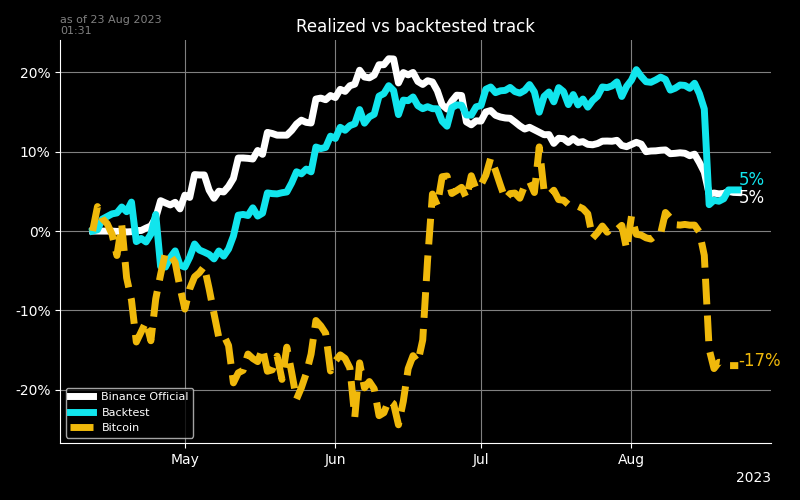 as of 23 Aug 2023
01:31
Realized vs backtested track
20%
10%
0%
-10%
-20%
5%
5%
-17%
Binance Official
Backtest
Bitcoin
May
Jun
Jul
Aug
2023